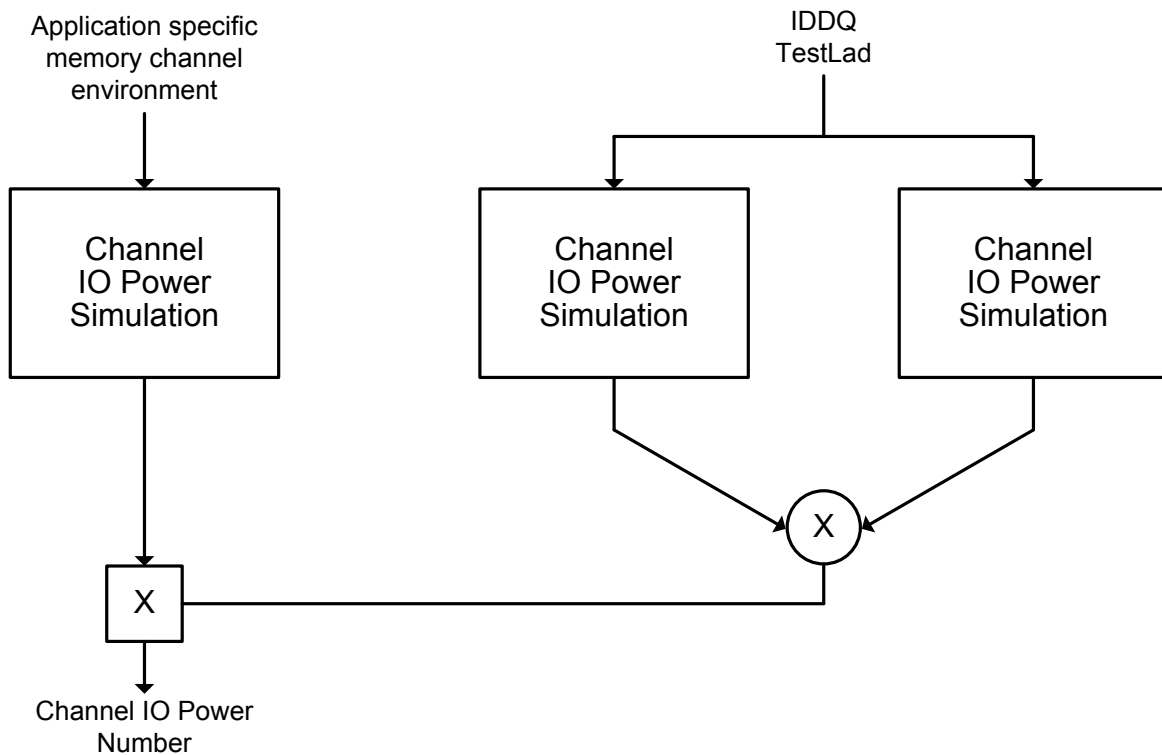 Application specific
memory channel
environment
IDDQ
TestLad
Channel
IO Power
Simulation
Channel
IO Power
Simulation
Channel
IO Power
Simulation
X
X
Channel IO Power
Number